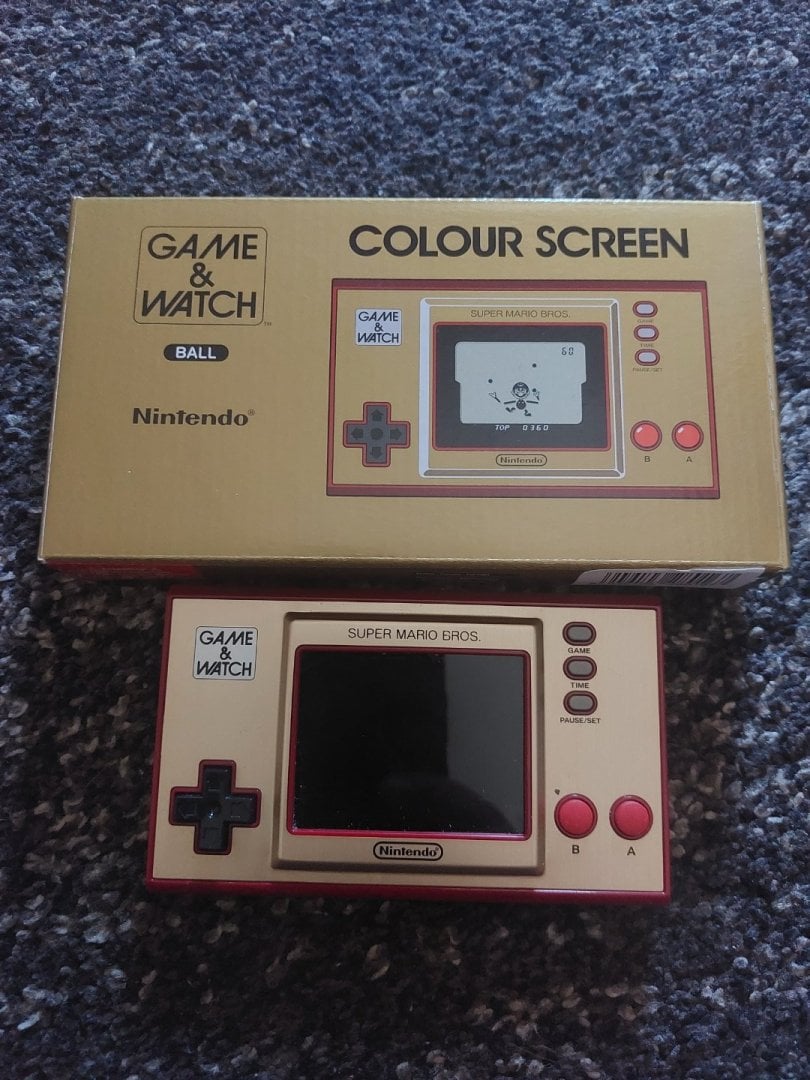 GAME
&
WATCH
TM
BALL
Nintendo®
COLOUR SCREEN
GAME
&
WATCH
SUPER MARIO BROS.
60
TOP 0360
Nintendo
GAME
TIME
PAUSE/SET
B A
GAME
&
WATCH
SUPER MARIO BROS.
Nintendo®
GAME
TIME
PAUSE/SET
B A